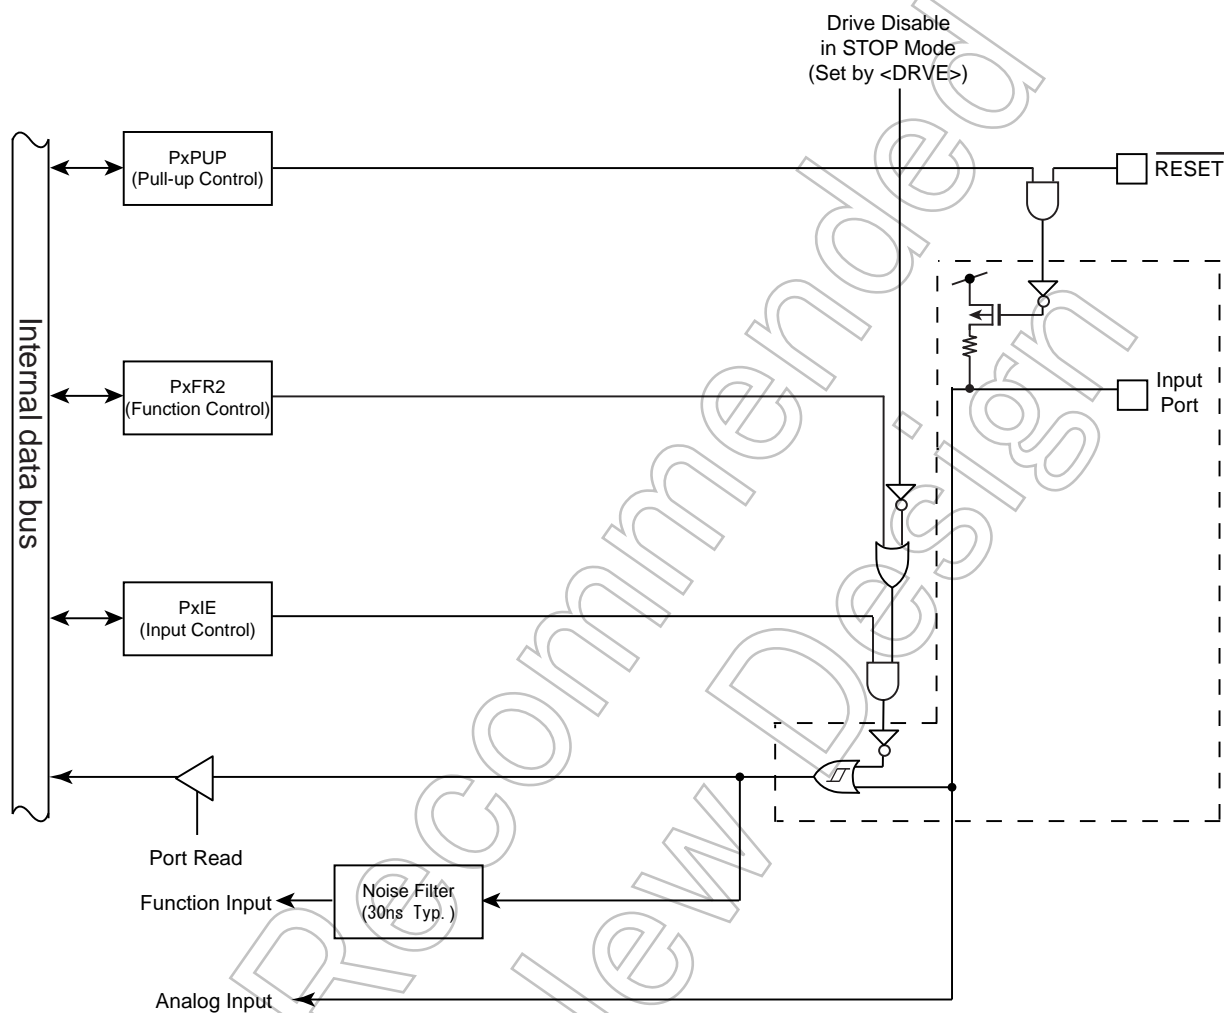 Drive Disable
in STOP Mode
(Set by <DRVE>)
PxPUP
(Pull-up Control)
RESET
Internal data bus
PxFR2
(Function Control)
Input
Port
PxIE
(Input Control)
Port Read
Noise Filter
(30ns Typ. )
Function Input
Analog Input
Recommended
New Design